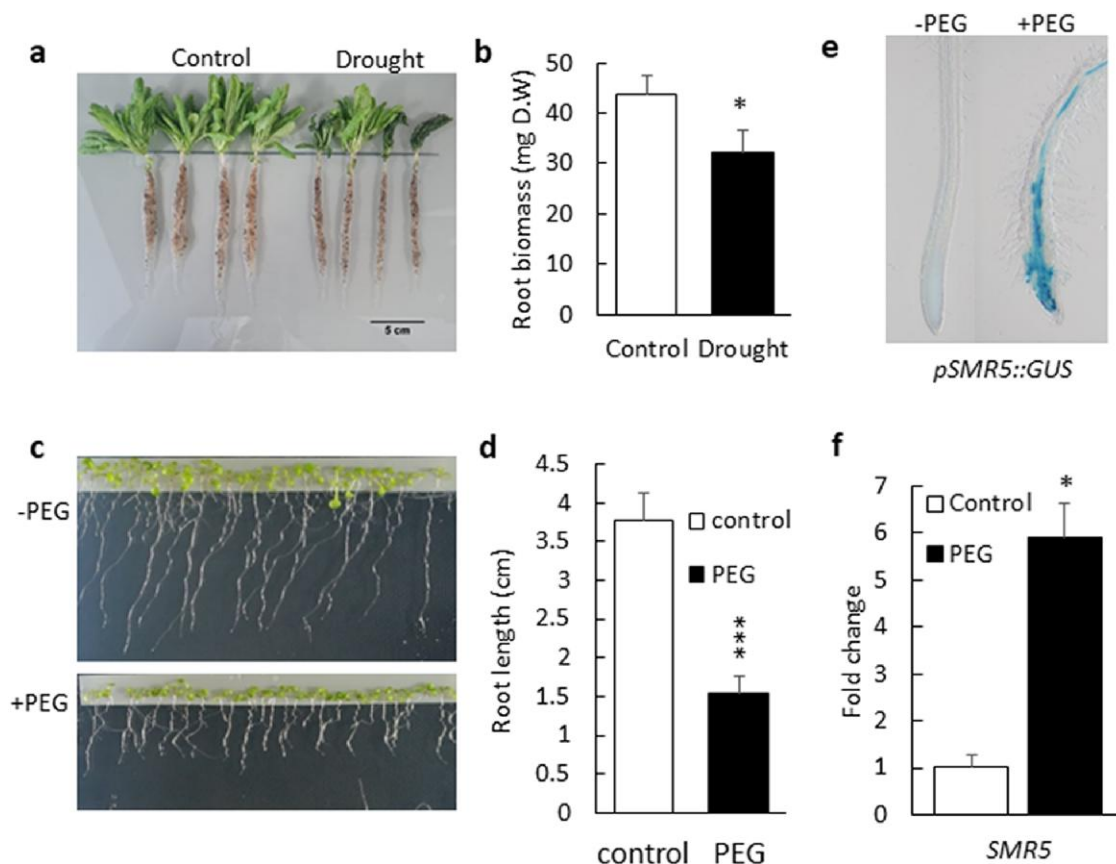 a
Control Drought
5 cm
b
Root biomass (mg D.W)
50
40
30
20
10
0
*
Control Drought
e
-PEG +PEG
pSMR5::GUS
c
-PEG
+PEG
d
Root length (cm)
4.5
4
3.5
3
2.5
2
1.5
1
0.5
0
control
PEG
***
control PEG
f
Fold change
7
6
5
4
3
2
1
0
Control
PEG
*
SMR5